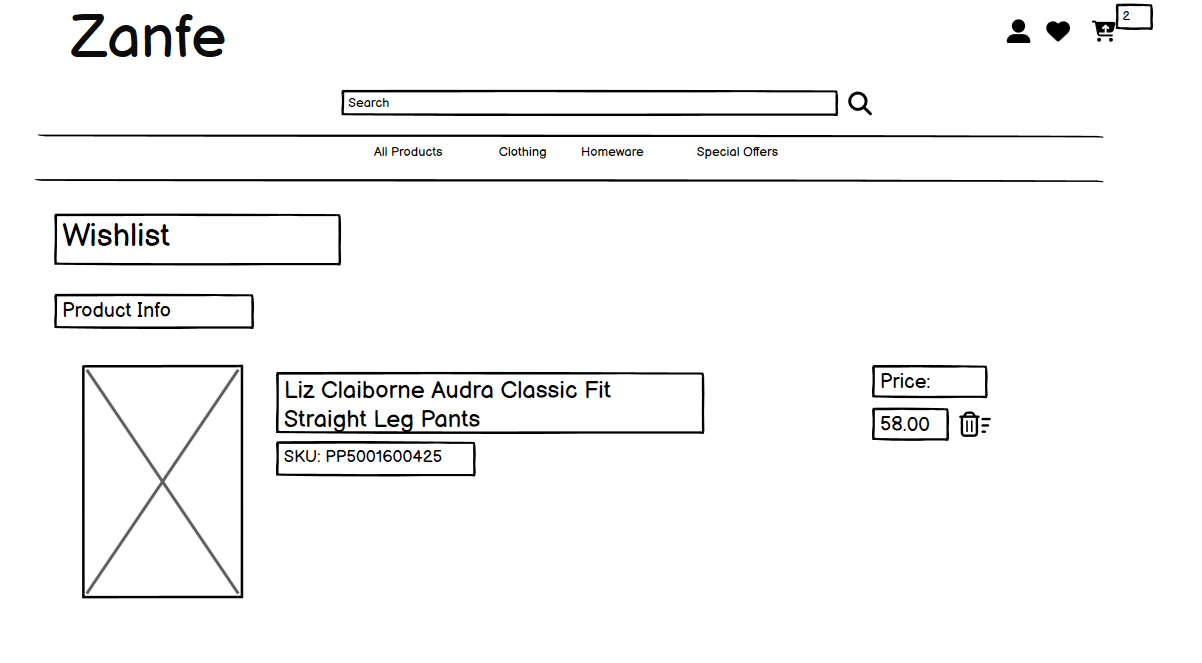 Zanfe
2
Search
All Products Clothing Homeware Special Offers
Wishlist
Product Info
Liz Claiborne Audra Classic Fit
Straight Leg Pants
SKU: PP5001600425
Price:
58.00